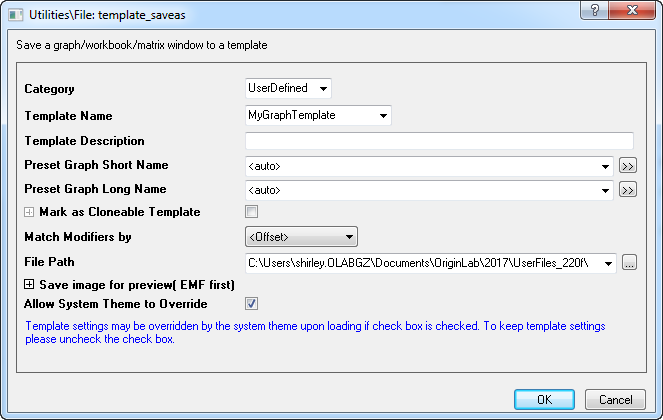 Utilities\File: template_saveas
Save a graph/workbook/matrix window to a template
Category UserDefined
Template Name MyGraphTemplate
Template Description
Preset Graph Short Name <auto> >>
Preset Graph Long Name <auto> >>
Mark as Cloneable Template
Match Modifiers by <Offset>
File Path C:\Users\shirley.OLABGZ\Documents\OriginLab\2017\UserFiles_220f\ ...
Save image for preview( EMF first)
Allow System Theme to Override
Template settings may be overridden by the system theme upon loading if check box is checked. To keep template settings
please uncheck the check box.
OK Cancel